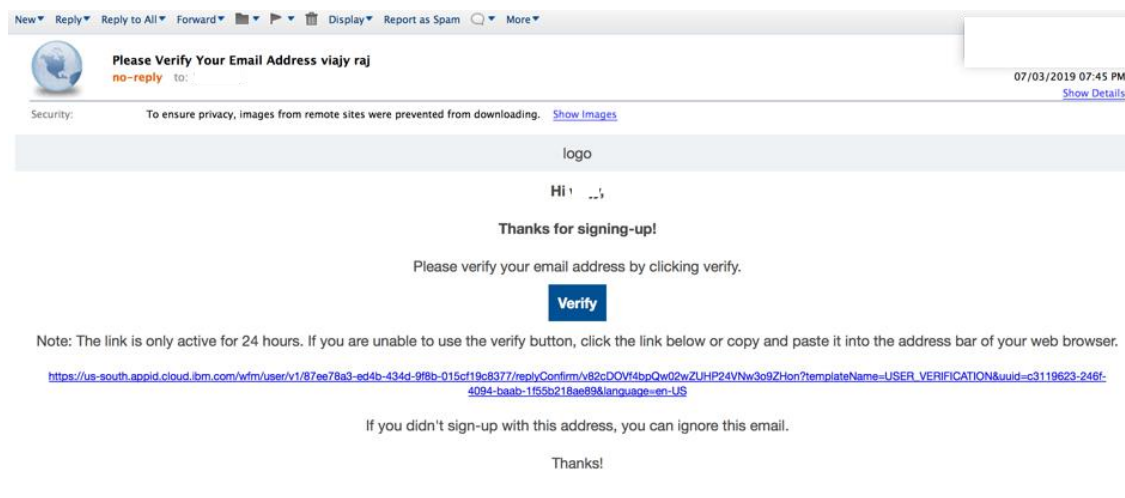 New Reply Reply to All Forward Display Report as Spam More
Please Verify Your Email Address viajy raj
no-reply to:
07/03/2019 07:45 PM
Show Details
Security: To ensure privacy, images from remote sites were prevented from downloading. Show Images
logo
Hi
Thanks for signing-up!
Please verify your email address by clicking verify.
Verify
Note: The link is only active for 24 hours. If you are unable to use the verify button, click the link below or copy and paste it into the address bar of your web browser.
https://us-south.appid.cloud.ibm.com/wfm/user/v1/87ee78a3-ed4b-434d-9f8b-015cf19c8377/replyConfirm/v82cDOVf4bpQw02wZUHP24VNw3o9ZHon?templateName=USER_VERIFICATION&uuid=c3119623-246f-
4094-baab-1f55b218ae89&language=en-US
If you didn't sign-up with this address, you can ignore this email.
Thanks!